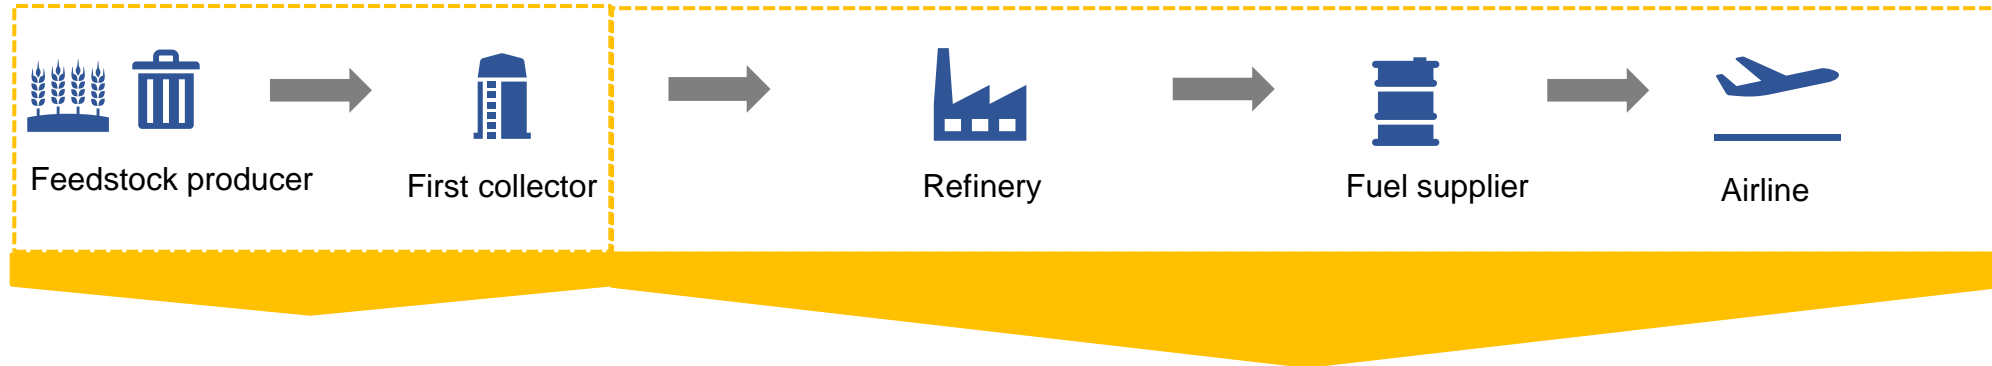 Feedstock producer
First collector
Refinery
Fuel supplier
Airline